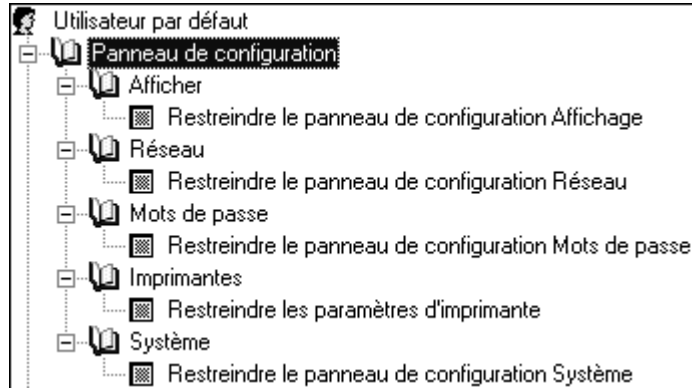 Utilisateur par défaut
Panneau de configuration
Afficher
Restreindre le panneau de configuration Affichage
Réseau
Restreindre le panneau de configuration Réseau
Mots de passe
Restreindre le panneau de configuration Mots de passe
Imprimantes
Restreindre les paramètres d'imprimante
Système
Restreindre le panneau de configuration Système